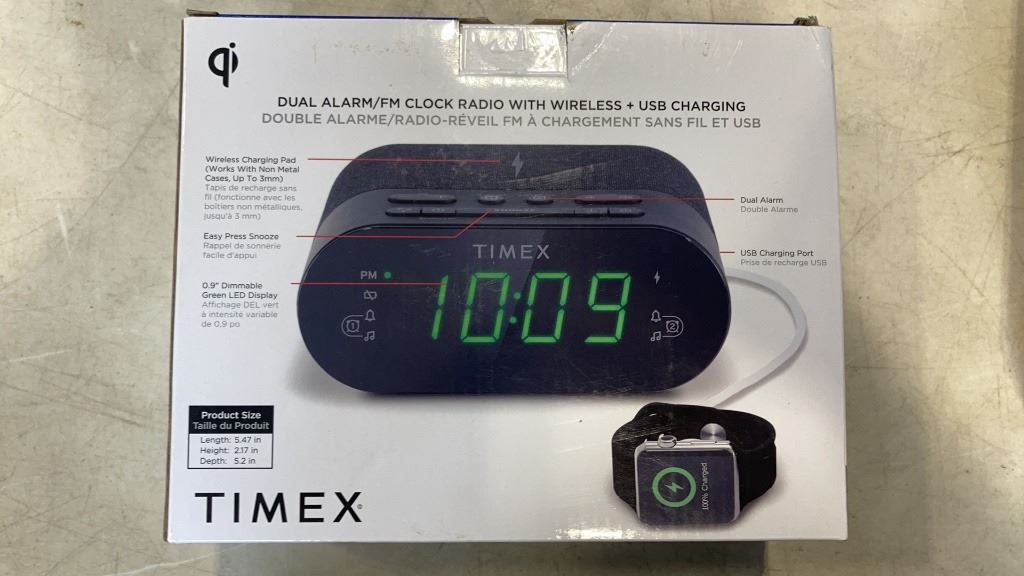 qi
DUAL ALARM/FM CLOCK RADIO WITH WIRELESS + USB CHARGING
DOUBLE ALARME/RADIO-RÉVEIL FM À CHARGEMENT SANS FIL ET USB
Wireless Charging Pad
(Works With Non Metal
Cases, Up To 3mm)
Tapis de recharge sans
fil (fonctionne avec les
boîtiers non métalliques,
jusqu'à 3 mm)
Easy Press Snooze
Rappel de sonnerie
facile d'appui
0.9" Dimmable
Green LED Display
Affichage DEL vert
à intensité variable
de 0,9 po
Dual Alarm
Double Alarme
USB Charging Port
Prise de recharge USB
TIMEX
PM
10:09
1
2
Product Size
Taille du Produit
Length: 5.47 in
Height: 2.17 in
Depth: 5.2 in
100% Charged
TIMEX®